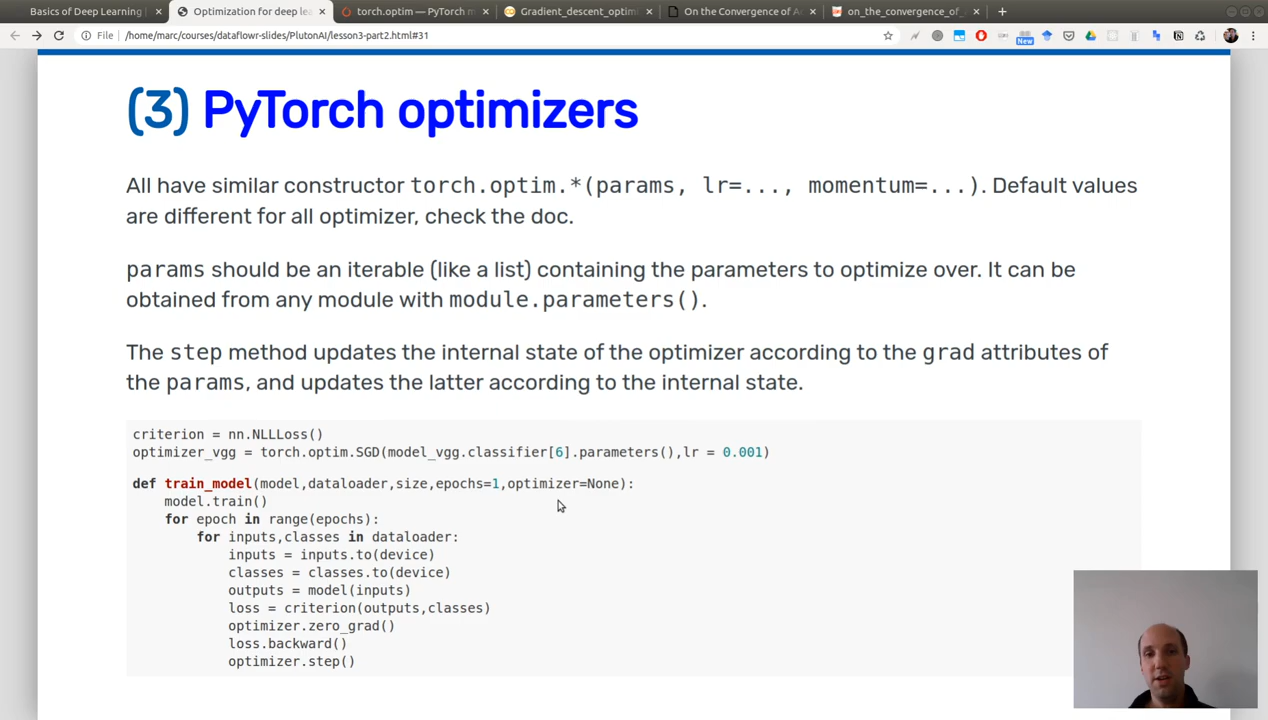 Basics of Deep Learning
Optimization for deep lea
torch.optim — PyTorch m
Gradient_descent_optimi
On the Convergence of A
on_the_convergence_of_
File
/home/marc/courses/dataflowr-slides/PlutonAI/lesson3-part2.html#31
New
(3) PyTorch optimizers
All have similar constructor torch.optim.*(params, lr=..., momentum=...). Default values
are different for all optimizer, check the doc.
params should be an iterable (like a list) containing the parameters to optimize over. It can be
obtained from any module with module.parameters().
The step method updates the internal state of the optimizer according to the grad attributes of
the params, and updates the latter according to the internal state.
criterion = nn.NLLLoss()
optimizer_vgg = torch.optim.SGD(model_vgg.classifier[6].parameters(),lr = 0.001)
def train_model(model,dataloader,size,epochs=1,optimizer=None):
    model.train()
    for epoch in range(epochs):
        for inputs,classes in dataloader:
            inputs = inputs.to(device)
            classes = classes.to(device)
            outputs = model(inputs)
            loss = criterion(outputs,classes)
            optimizer.zero_grad()
            loss.backward()
            optimizer.step()